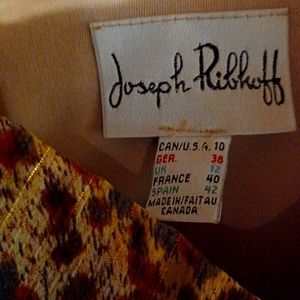 Joseph Ribkoff
CAN/U.S.A. 10
GER. 38
UK 12
FRANCE 40
SPAIN 42
MADE IN/FAIT AU
CANADA